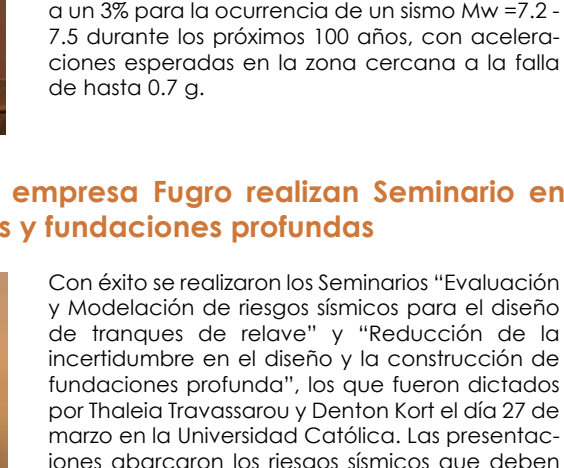 a un 3% para la ocurrencia de un sismo Mw =7.2 -
7.5 durante los próximos 100 años, con acelera-
ciones esperadas en la zona cercana a la falla
de hasta 0.7 g.
empresa Fugro realizan Seminario en
s y fundaciones profundas
Con éxito se realizaron los Seminarios “Evaluación
y Modelación de riesgos sísmicos para el diseño
de tranques de relave” y “Reducción de la
incertidumbre en el diseño y la construcción de
fundaciones profunda”, los que fueron dictados
por Thaleia Travassarou y Denton Kort el día 27 de
marzo en la Universidad Católica. Las presentac-
iones abarcaron los riesgos sísmicos que deben